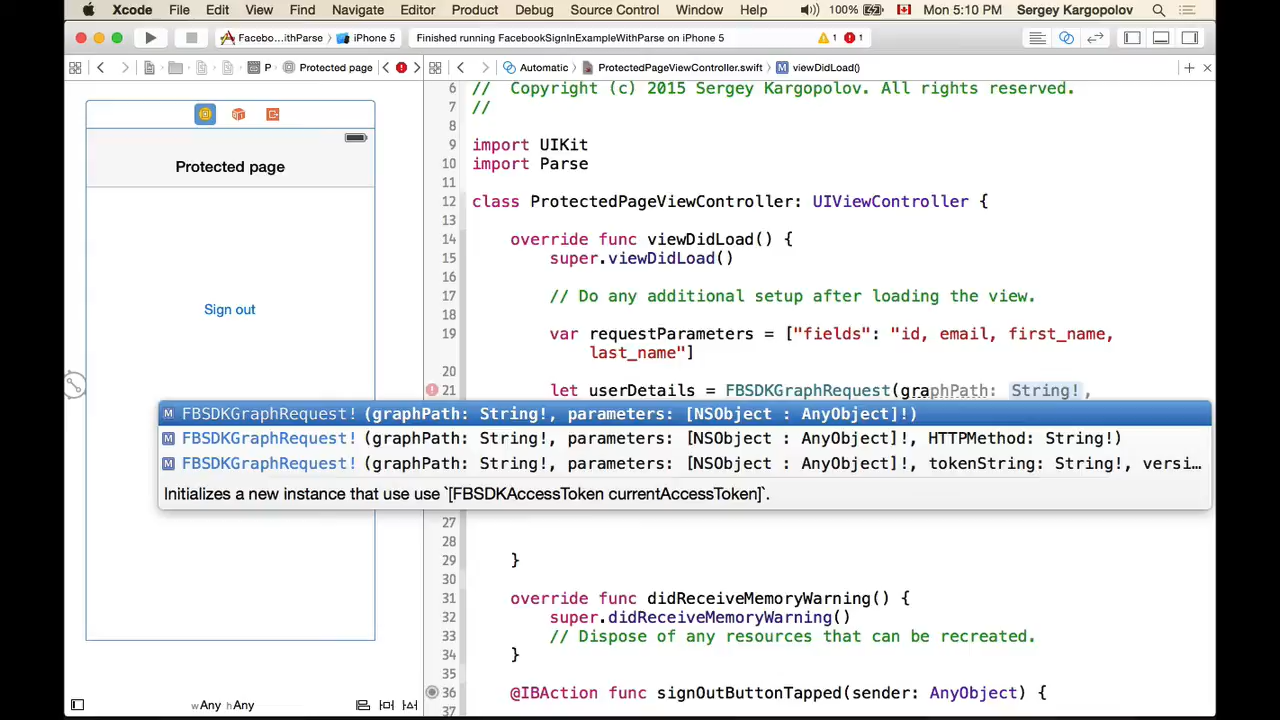 Xcode File Edit View Find Navigate Editor Product Debug Source Control Window Help 100% Mon 5:10 PM Sergey Kargopolov
Facebo...ithParse iPhone 5 Finished running FacebookSignInExampleWithParse on iPhone 5 1 1
P Protected page Automatic ProtectedPageViewController.swift viewDidLoad()
Protected page
Sign out
wAny hAny
6 // Copyright (c) 2015 Sergey Kargopolov. All rights reserved.
7 //
8
9 import UIKit
10 import Parse
11
12 class ProtectedPageViewController: UIViewController {
13
14 override func viewDidLoad() {
15 super.viewDidLoad()
16
17 // Do any additional setup after loading the view.
18
19 var requestParameters = ["fields": "id, email, first_name,
last_name"]
20
21 let userDetails = FBSDKGraphRequest(graphPath: String!,
M FBSDKGraphRequest! (graphPath: String!, parameters: [NSObject : AnyObject]!)
M FBSDKGraphRequest! (graphPath: String!, parameters: [NSObject : AnyObject]!, HTTPMethod: String!)
M FBSDKGraphRequest! (graphPath: String!, parameters: [NSObject : AnyObject]!, tokenString: String!, versi...
Initializes a new instance that use use `[FBSDKAccessToken currentAccessToken]`.
27
28
29 }
30
31 override func didReceiveMemoryWarning() {
32 super.didReceiveMemoryWarning()
33 // Dispose of any resources that can be recreated.
34 }
35
36 @IBAction func signOutButtonTapped(sender: AnyObject) {
37